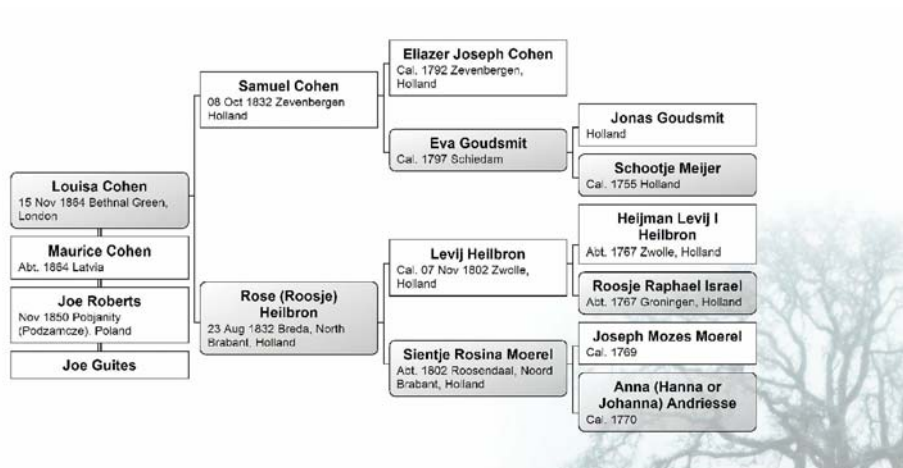 Eliazer Joseph Cohen
Cal. 1792 Zevenbergen,
Holland
Samuel Cohen
08 Oct 1832 Zevenbergen
Holland
Jonas Goudsmit
Holland
Eva Goudsmit
Cal. 1797 Schiedam
Schootje Meijer
Cal. 1755 Holland
Louisa Cohen
15 Nov 1864 Bethnal Green,
London
Maurice Cohen
Abt. 1864 Latvia
Joe Roberts
Nov 1850 Pobjanity
(Podzamcze). Poland
Joe Guites
Heijman Levij I
Heilbron
Abt. 1767 Zwolle, Holland
Levij Heilbron
Cal. 07 Nov 1802 Zwolle,
Holland
Roosje Raphael Israel
Abt. 1767 Groningen, Holland
Rose (Roosje)
Heilbron
23 Aug 1832 Breda, North
Brabant, Holland
Joseph Mozes Moerel
Cal. 1769
Sientje Rosina Moerel
Abt. 1802 Roosendaal, Noord
Brabant, Holland
Anna (Hanna or
Johanna) Andriesse
Cal. 1770